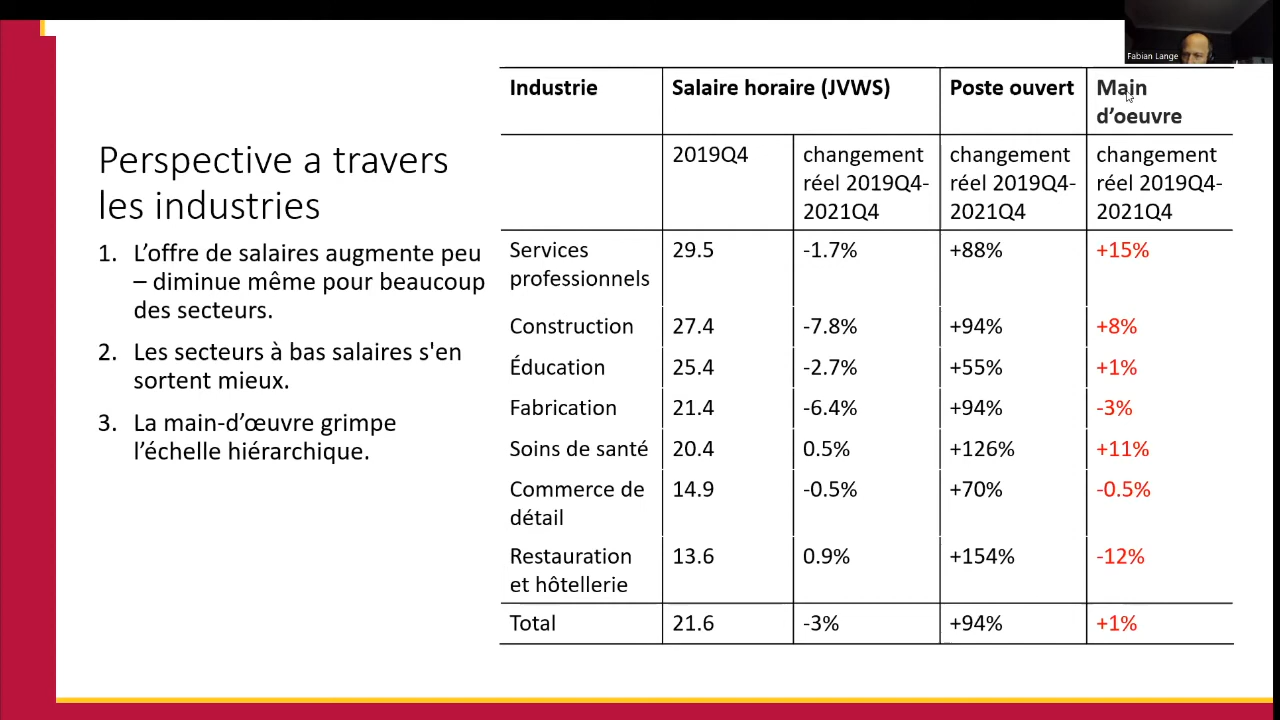 Fabian Lange
Perspective a travers
les industries
1. L’offre de salaires augmente peu
– diminue même pour beaucoup
des secteurs.
2. Les secteurs à bas salaires s'en
sortent mieux.
3. La main-d’œuvre grimpe
l’échelle hiérarchique.
Industrie Salaire horaire (JVWS) Poste ouvert Main
d’oeuvre
2019Q4 changement changement changement
réel 2019Q4- réel 2019Q4- réel 2019Q4-
2021Q4 2021Q4 2021Q4
Services 29.5 -1.7% +88% +15%
professionnels
Construction 27.4 -7.8% +94% +8%
Éducation 25.4 -2.7% +55% +1%
Fabrication 21.4 -6.4% +94% -3%
Soins de santé 20.4 0.5% +126% +11%
Commerce de 14.9 -0.5% +70% -0.5%
détail
Restauration 13.6 0.9% +154% -12%
et hôtellerie
Total 21.6 -3% +94% +1%